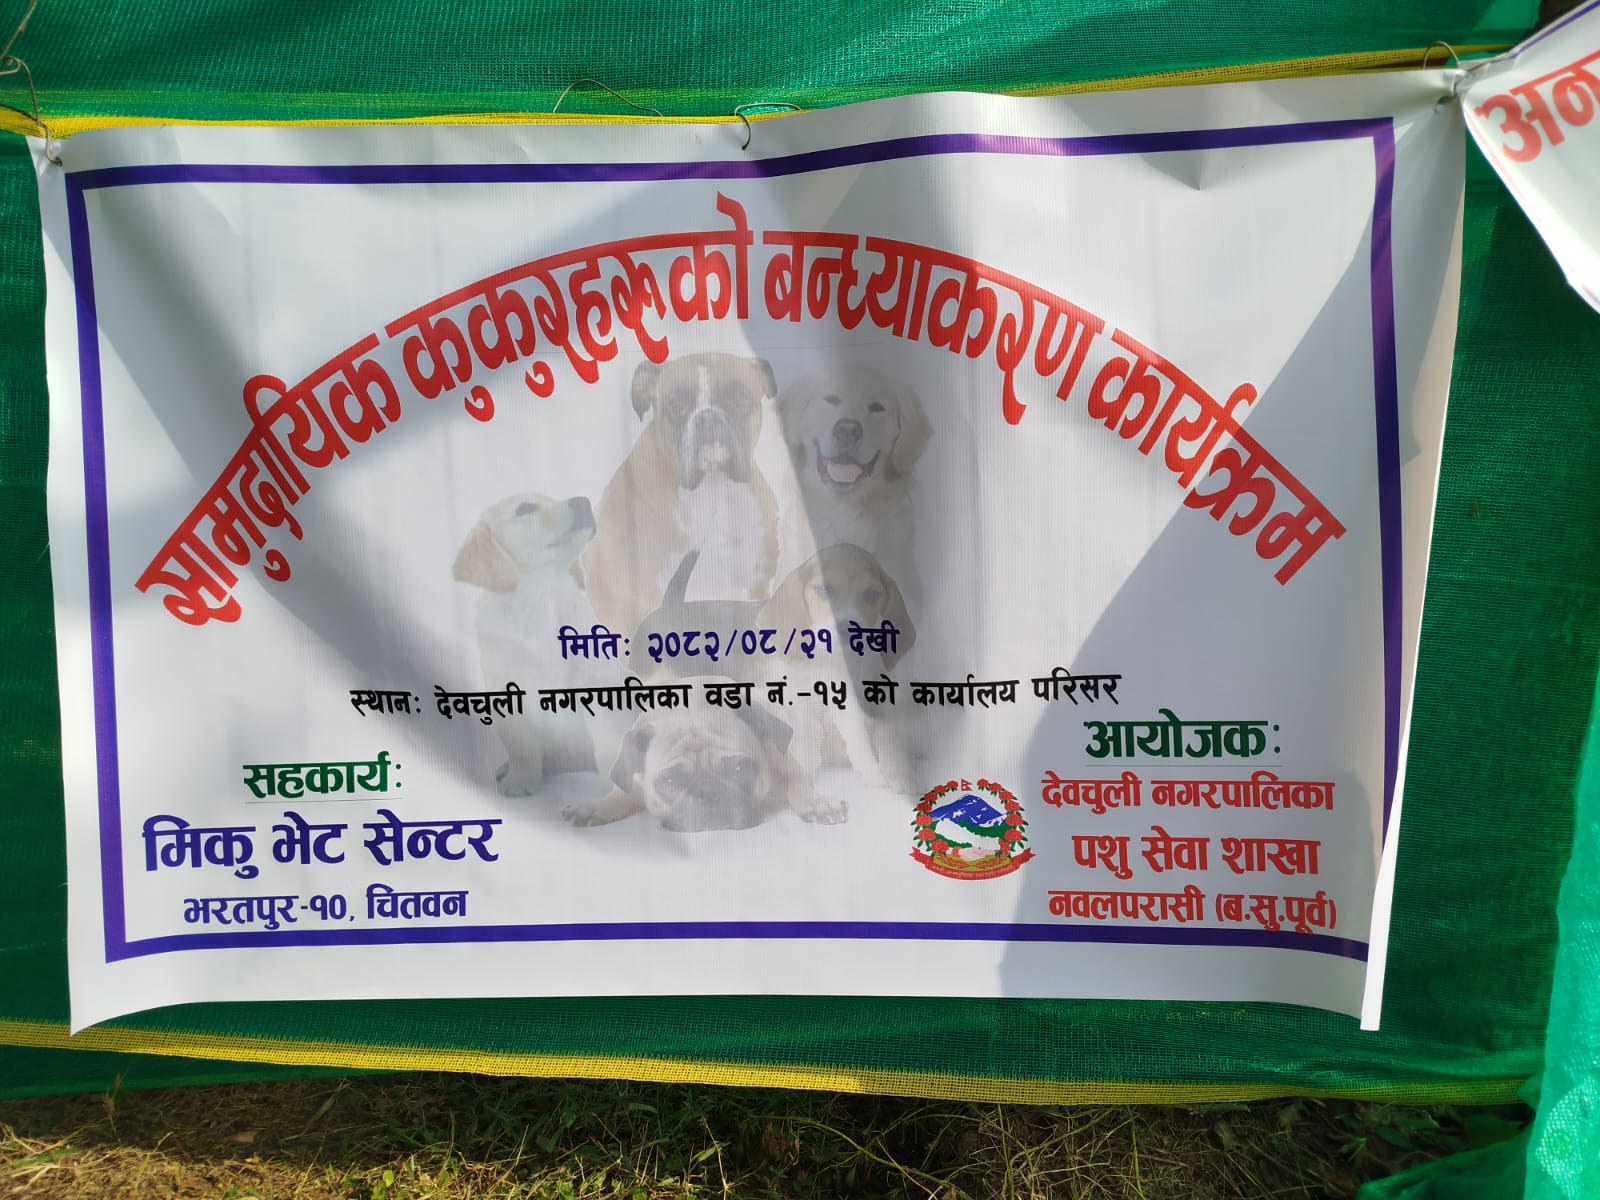 सामुदायिक कुकुरहरूको बन्ध्याकरण कार्यक्रम
मितिः २०८२/०८/२१ देखी
स्थानः देवचुली नगरपालिका वडा नं.-१५ को कार्यालय परिसर
सहकार्यः
मिकु भेट सेन्टर
भरतपुर-१०, चितवन
आयोजकः
देवचुली नगरपालिका
पशु सेवा शाखा
नवलपरासी (ब.सु.पूर्व)